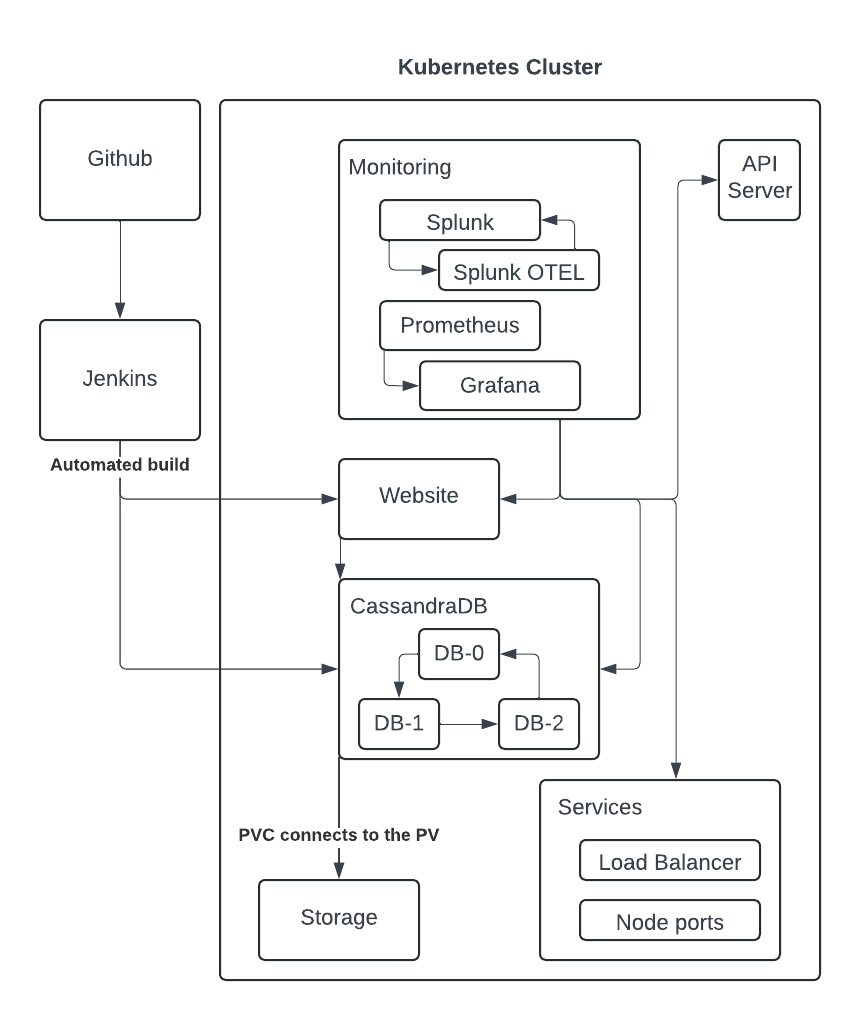 Kubernetes Cluster
Github
Jenkins
Automated build
Monitoring
Splunk
Splunk OTEL
Prometheus
Grafana
API
Server
Website
CassandraDB
DB-0
DB-1
DB-2
PVC connects to the PV
Storage
Services
Load Balancer
Node ports